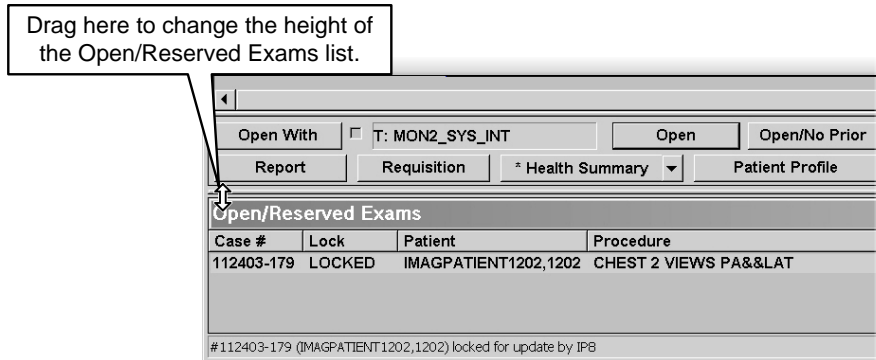 Drag here to change the height of
the Open/Reserved Exams list.
Open With T: MON2_SYS_INT Open Open/No Prior
Report Requisition * Health Summary Patient Profile
Open/Reserved Exams
Case # Lock Patient Procedure
112403-179 LOCKED IMAGPATIENT1202,1202 CHEST 2 VIEWS PA&&LAT
#112403-179 (IMAGPATIENT1202,1202) locked for update by IP8